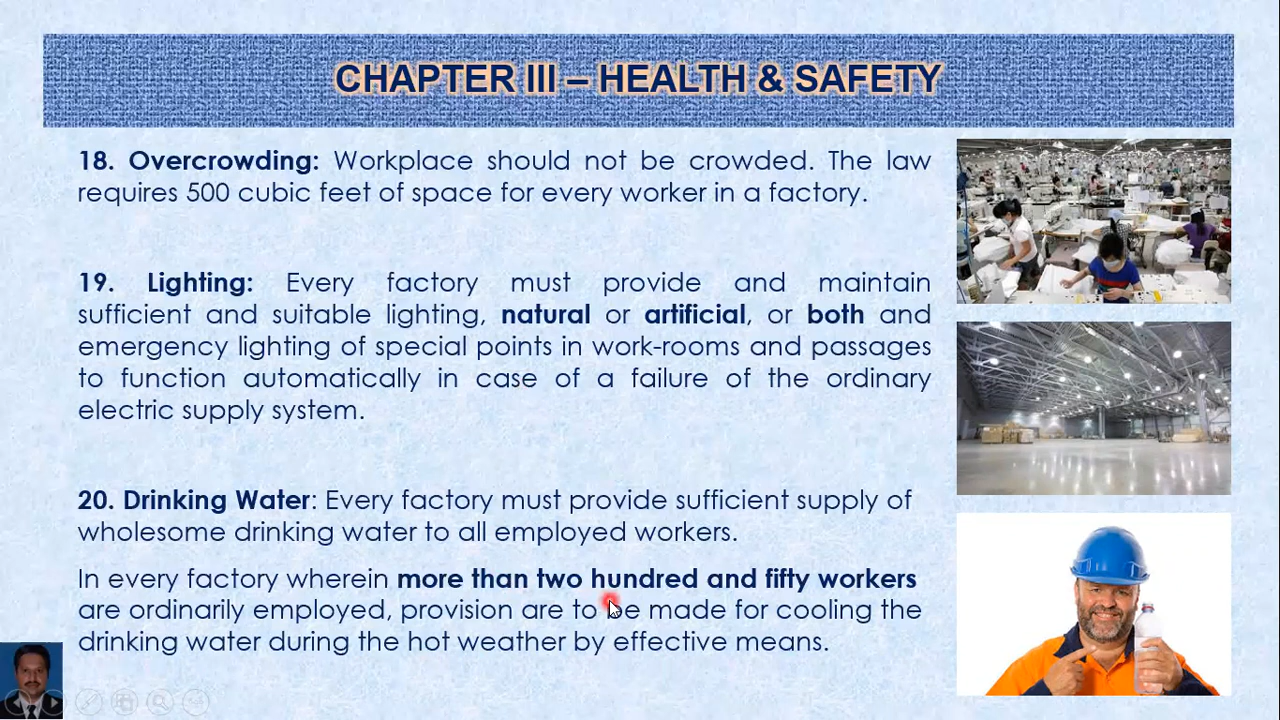 CHAPTER III – HEALTH & SAFETY
18. Overcrowding: Workplace should not be crowded. The law
requires 500 cubic feet of space for every worker in a factory.
19. Lighting: Every factory must provide and maintain
sufficient and suitable lighting, natural or artificial, or both and
emergency lighting of special points in work-rooms and passages
to function automatically in case of a failure of the ordinary
electric supply system.
20. Drinking Water: Every factory must provide sufficient supply of
wholesome drinking water to all employed workers.
In every factory wherein more than two hundred and fifty workers
are ordinarily employed, provision are to be made for cooling the
drinking water during the hot weather by effective means.